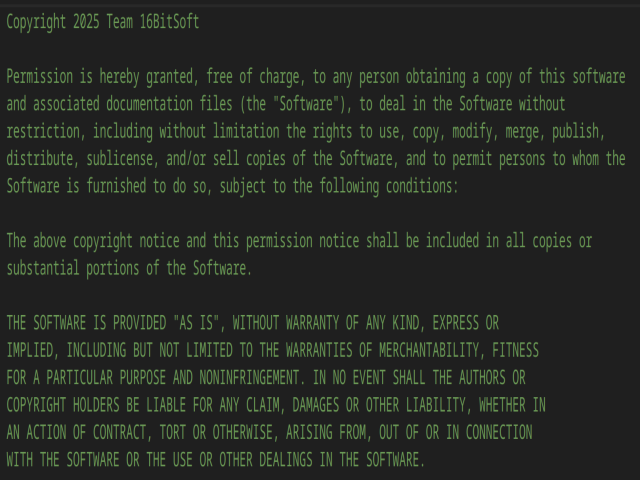 Copyright 2025 Team 16BitSoft
Permission is hereby granted, free of charge, to any person obtaining a copy of this software
and associated documentation files (the "Software"), to deal in the Software without
restriction, including without limitation the rights to use, copy, modify, merge, publish,
distribute, sublicense, and/or sell copies of the Software, and to permit persons to whom the
Software is furnished to do so, subject to the following conditions:
The above copyright notice and this permission notice shall be included in all copies or
substantial portions of the Software.
THE SOFTWARE IS PROVIDED "AS IS", WITHOUT WARRANTY OF ANY KIND, EXPRESS OR
IMPLIED, INCLUDING BUT NOT LIMITED TO THE WARRANTIES OF MERCHANTABILITY, FITNESS
FOR A PARTICULAR PURPOSE AND NONINFRINGEMENT. IN NO EVENT SHALL THE AUTHORS OR
COPYRIGHT HOLDERS BE LIABLE FOR ANY CLAIM, DAMAGES OR OTHER LIABILITY, WHETHER IN
AN ACTION OF CONTRACT, TORT OR OTHERWISE, ARISING FROM, OUT OF OR IN CONNECTION
WITH THE SOFTWARE OR THE USE OR OTHER DEALINGS IN THE SOFTWARE.